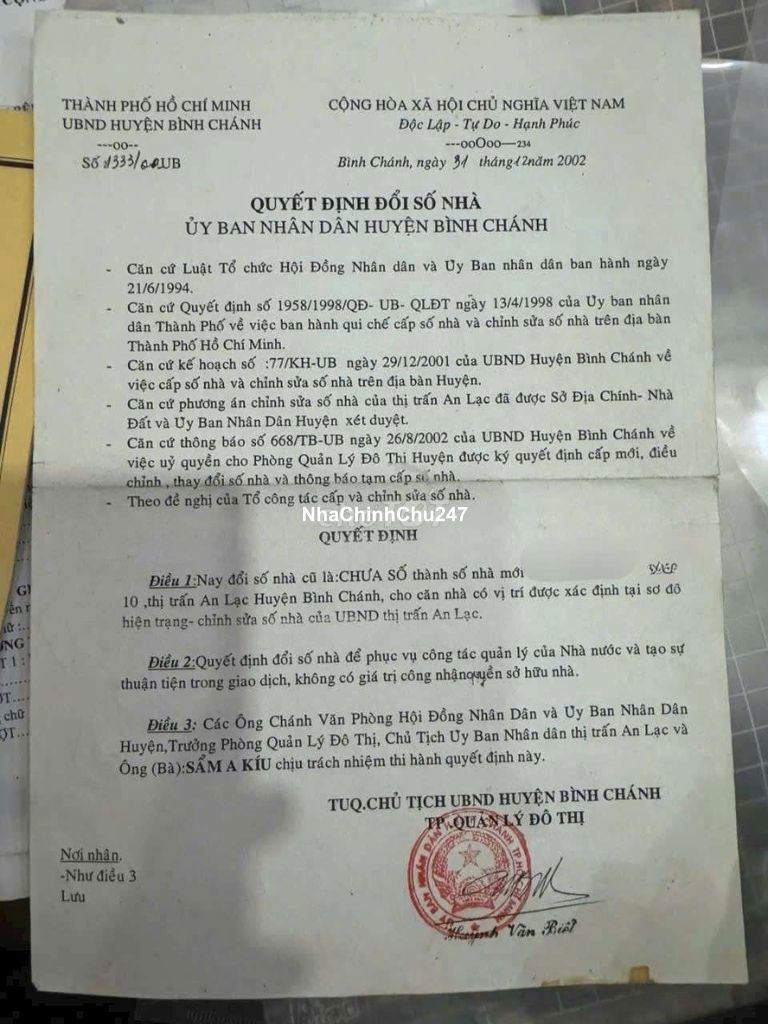 THÀNH PHỐ HỒ CHÍ MINH
UBND HUYỆN BÌNH CHÁNH
---oo--
Số 1333/ UB
CỘNG HÒA XÃ HỘI CHỦ NGHĨA VIỆT NAM
Độc Lập - Tự Do - Hạnh Phúc
---ooOoo---234
Bình Chánh, ngày 31 tháng 12 năm 2002
QUYẾT ĐỊNH ĐỔI SỐ NHÀ
ỦY BAN NHÂN DÂN HUYỆN BÌNH CHÁNH
- Căn cứ Luật Tổ chức Hội Đồng Nhân dân và Uy Ban nhân dân ban hành ngày
21/6/1994.
- Căn cứ Quyết định số 1958/1998/QĐ- UB- QLĐT ngày 13/4/1998 của Uy ban nhân
dân Thành Phố về việc ban hành qui chế cấp số nhà và chỉnh sửa số nhà trên địa bàn
Thành Phố Hồ Chí Minh.
- Căn cứ kế hoạch số :77/KH-UB ngày 29/12/2001 của UBND Huyện Bình Chánh về
việc cấp số nhà và chỉnh sửa số nhà trên địa bàn Huyện.
- Căn cứ phương án chỉnh sửa số nhà của thị trấn An Lạc đã được Sở Địa Chính- Nhà
Đất và Uy Ban Nhân Dân Huyện xét duyệt.
- Căn cứ thông báo số 668/TB-UB ngày 26/8/2002 của UBND Huyện Bình Chánh về
việc uỷ quyền cho Phòng Quản Lý Đô Thi Huyện được ký quyết định cấp mới, điều
chỉnh , thay đổi số nhà và thông báo tạm cấp số nhà.
- Theo đề nghị của Tổ công tác cấp và chỉnh sửa số nhà.
NhaChinhChu247
QUYẾT ĐỊNH
Điều 1:Nay đổi số nhà cũ là:CHƯA SỐ thành số nhà mới
10 ,thị trấn An Lạc Huyện Bình Chánh, cho căn nhà có vị trí được xác định tại sơ đồ
hiện trạng- chỉnh sửa số nhà của UBND thị trấn An Lạc.
Điều 2:Quyết định đổi số nhà để phục vụ công tác quản lý của Nhà nước và tạo sự
thuận tiện trong giao dịch, không có giá trị công nhận quyền sở hữu nhà.
Điều 3: Các Ông Chánh Văn Phòng Hội Đồng Nhân Dân và Uy Ban Nhân Dân
Huyện,Trưởng Phòng Quản Lý Đô Thị, Chủ Tịch Uy Ban Nhân dân thị trấn An Lạc và
Ông (Bà):SẨM A KÍU chịu trách nhiệm thi hành quyết định này.
TUQ.CHỦ TỊCH UBND HUYỆN BÌNH CHÁNH
TP.QUẢN LÝ ĐÔ THỊ
Nơi nhân.
-Như điều 3
Lưu
Huỳnh Văn Biết